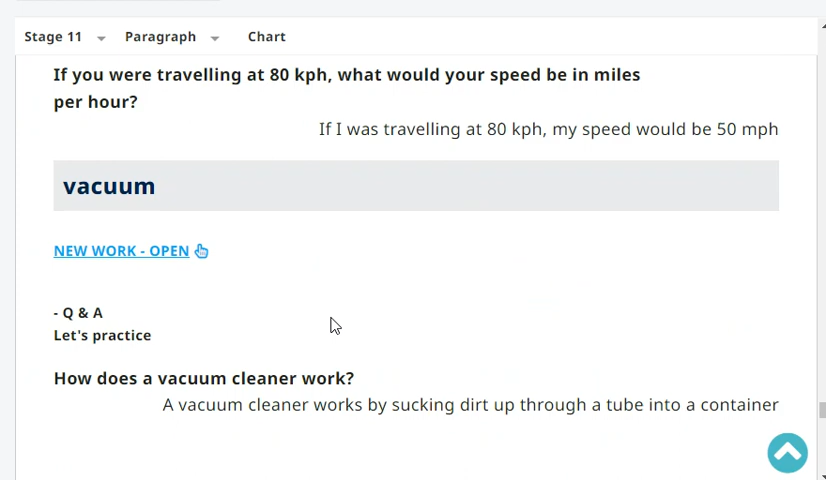 Stage 11 Paragraph Chart
If you were travelling at 80 kph, what would your speed be in miles
per hour?
If I was travelling at 80 kph, my speed would be 50 mph
vacuum
NEW WORK - OPEN
- Q & A
Let's practice
How does a vacuum cleaner work?
A vacuum cleaner works by sucking dirt up through a tube into a container